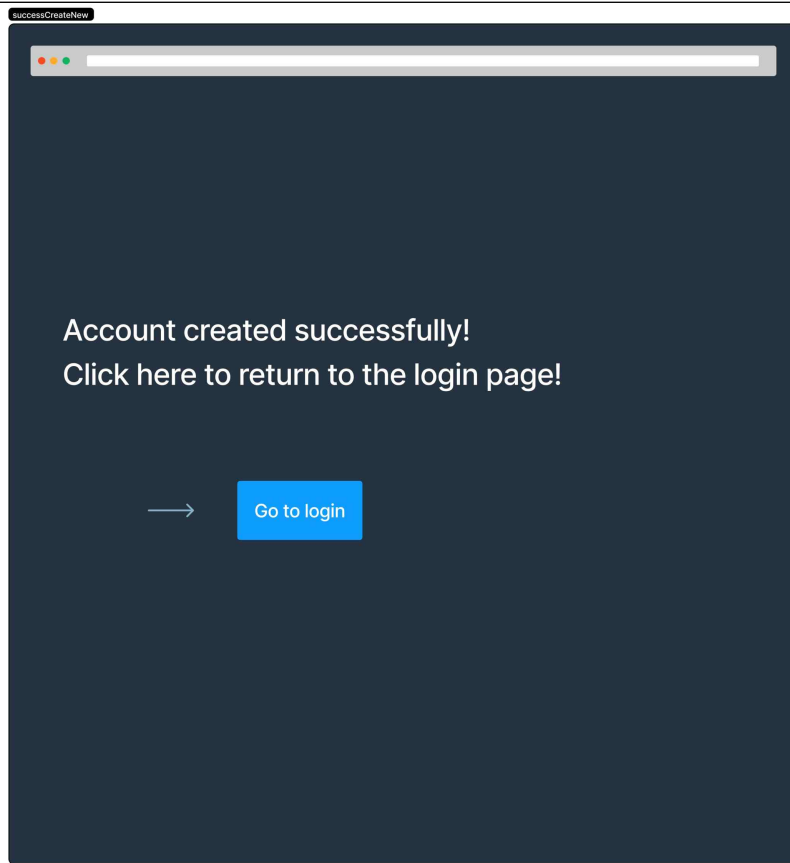 successCreateNew
Account created successfully!
Click here to return to the login page!
Go to login